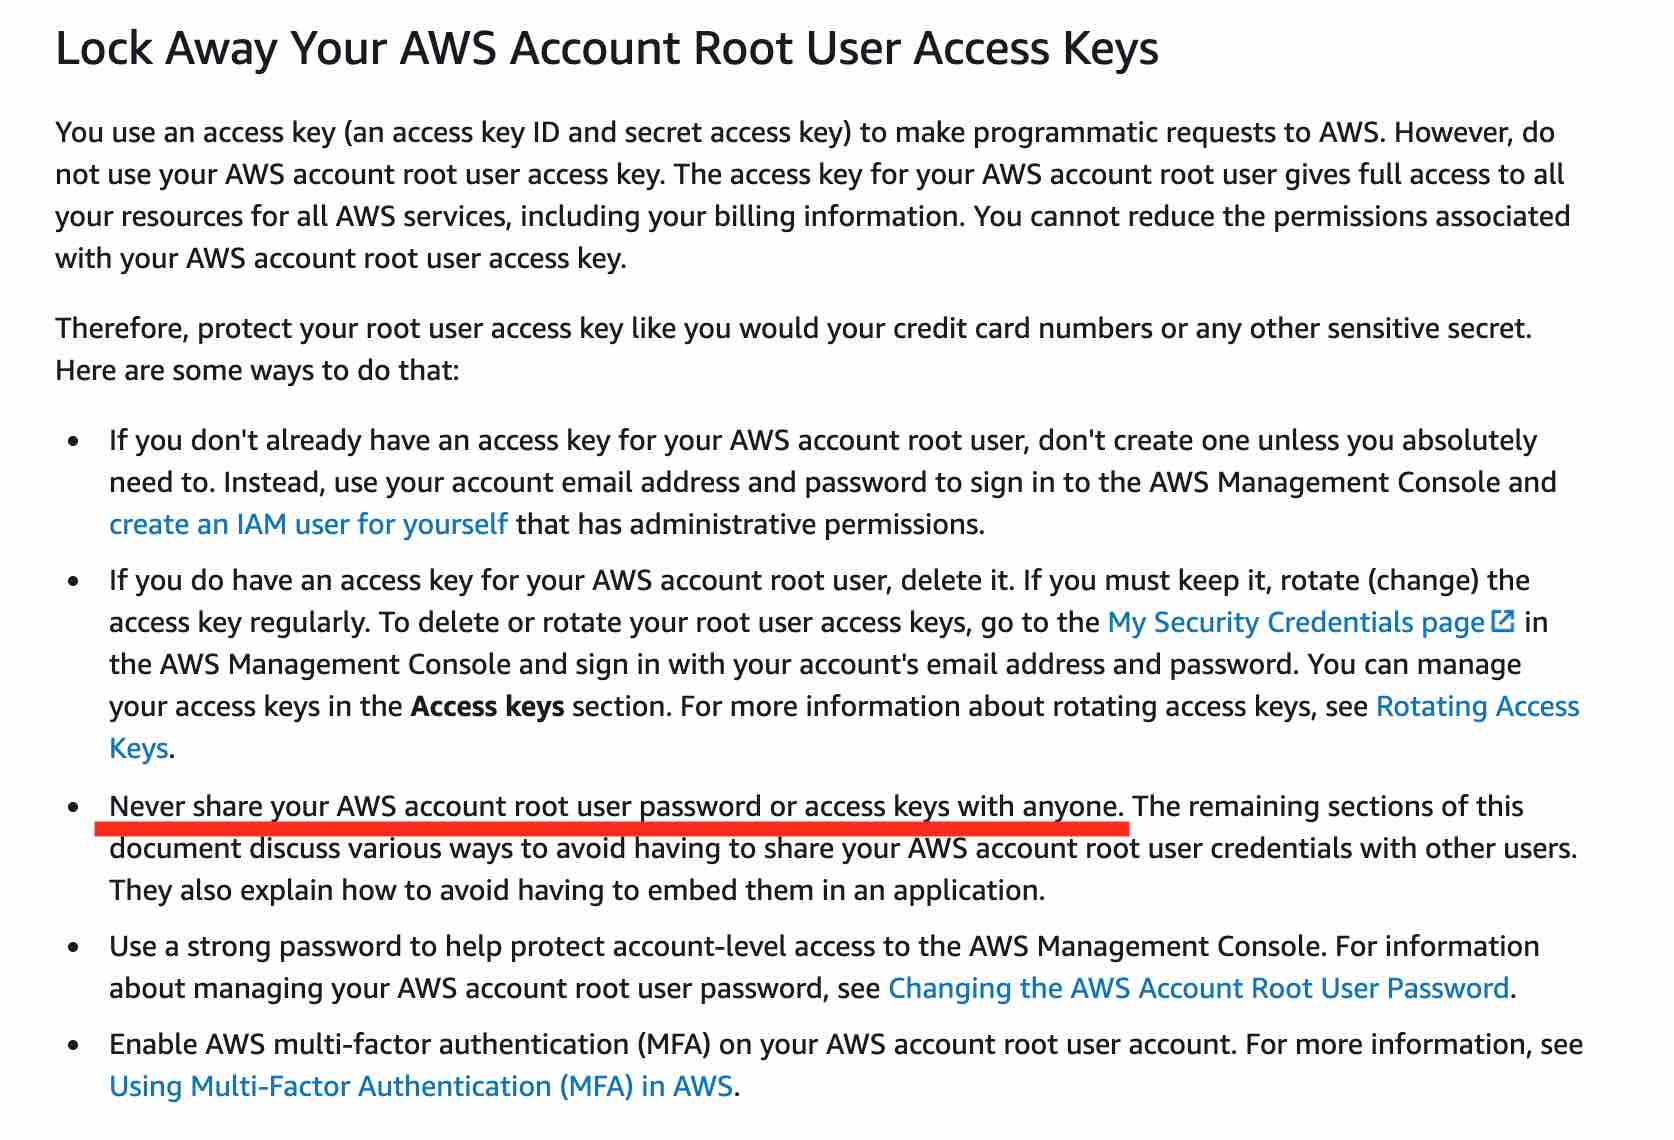 Lock Away Your AWS Account Root User Access Keys
You use an access key (an access key ID and secret access key) to make programmatic requests to AWS. However, do
not use your AWS account root user access key. The access key for your AWS account root user gives full access to all
your resources for all AWS services, including your billing information. You cannot reduce the permissions associated
with your AWS account root user access key.
Therefore, protect your root user access key like you would your credit card numbers or any other sensitive secret.
Here are some ways to do that:
• If you don't already have an access key for your AWS account root user, don't create one unless you absolutely
need to. Instead, use your account email address and password to sign in to the AWS Management Console and
create an IAM user for yourself that has administrative permissions.
• If you do have an access key for your AWS account root user, delete it. If you must keep it, rotate (change) the
access key regularly. To delete or rotate your root user access keys, go to the My Security Credentials page in
the AWS Management Console and sign in with your account's email address and password. You can manage
your access keys in the Access keys section. For more information about rotating access keys, see Rotating Access
Keys.
• Never share your AWS account root user password or access keys with anyone. The remaining sections of this
document discuss various ways to avoid having to share your AWS account root user credentials with other users.
They also explain how to avoid having to embed them in an application.
• Use a strong password to help protect account-level access to the AWS Management Console. For information
about managing your AWS account root user password, see Changing the AWS Account Root User Password.
• Enable AWS multi-factor authentication (MFA) on your AWS account root user account. For more information, see
Using Multi-Factor Authentication (MFA) in AWS.